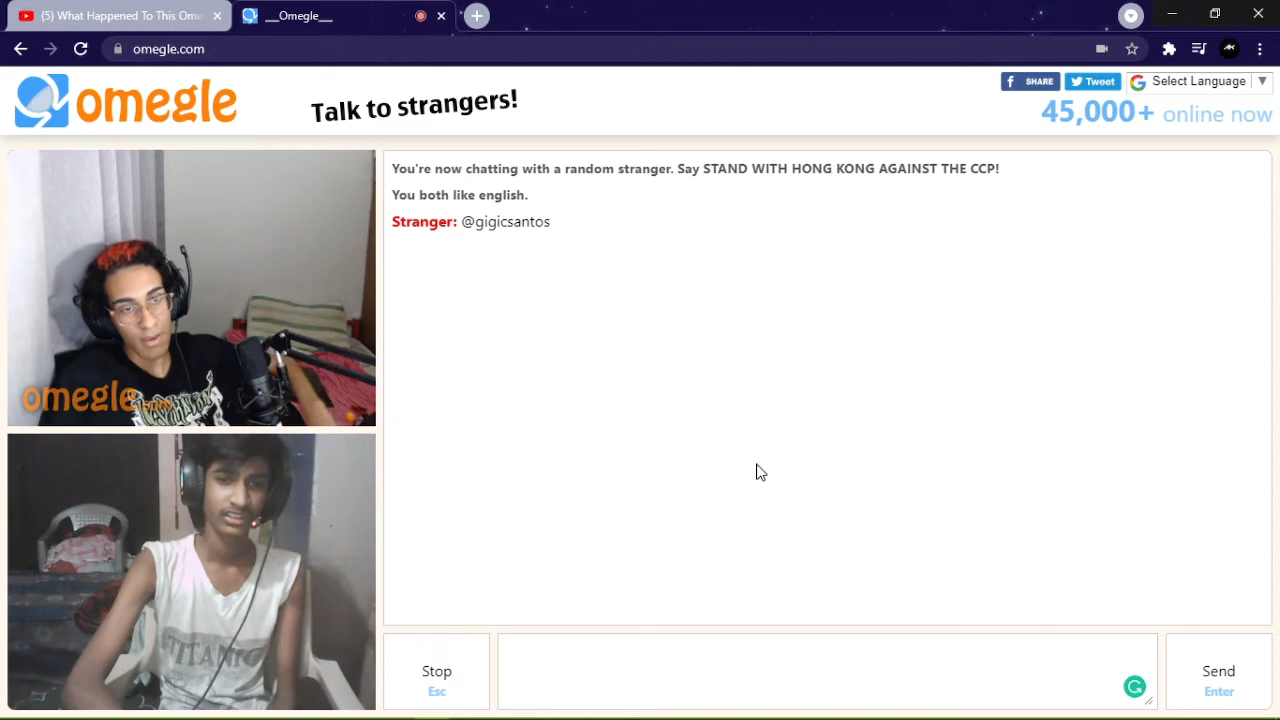 (5) What Happened To This Ome
__Omegle__
omegle.com
omegle
Talk to strangers!
SHARE
Tweet
Select Language
45,000+ online now
You're now chatting with a random stranger. Say STAND WITH HONG KONG AGAINST THE CCP!
You both like english.
Stranger: @gigicsantos
omegle.com
TITANIC
Stop
Esc
Send
Enter